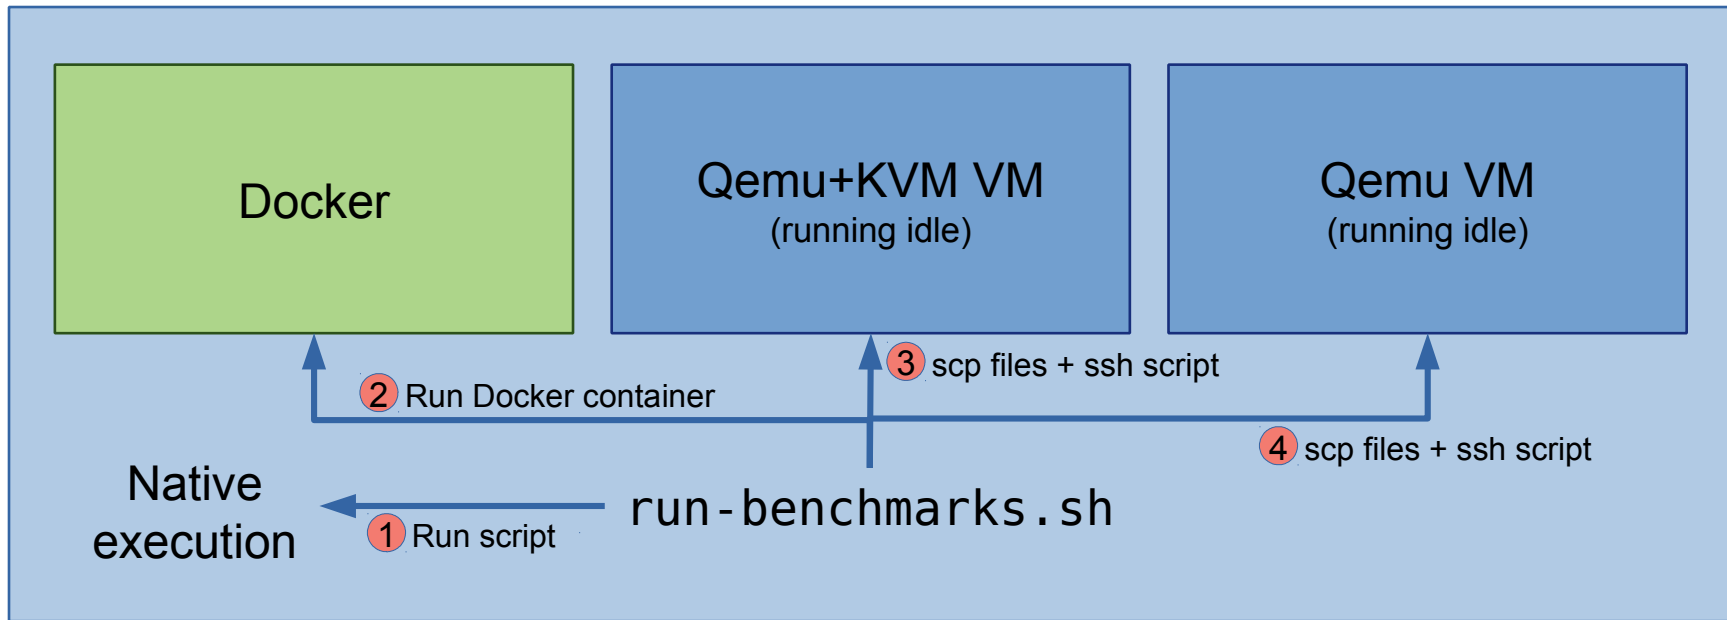 Docker
Qemu+KVM VM
(running idle)
Qemu VM
(running idle)
3 scp files + ssh script
2 Run Docker container
4 scp files + ssh script
Native
execution
1 Run script
run-benchmarks.sh